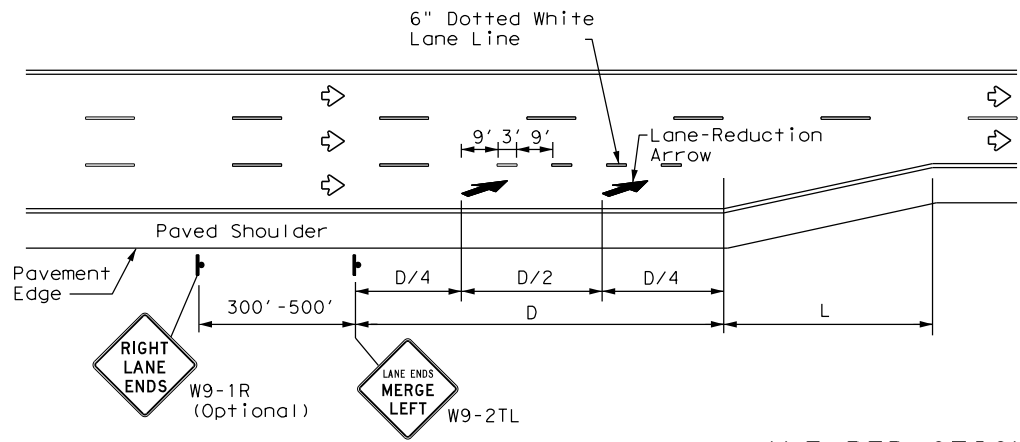 6" Dotted White
Lane Line
9' 3' 9'
Lane-Reduction
Arrow
Paved Shoulder
Pavement
Edge
D/4 D/2 D/4
300'-500' D L
RIGHT
LANE
ENDS
W9-1R
(Optional)
LANE ENDS
MERGE
LEFT
W9-2TL